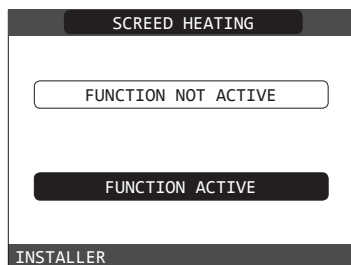 SCREED HEATING
FUNCTION NOT ACTIVE
FUNCTION ACTIVE
INSTALLER